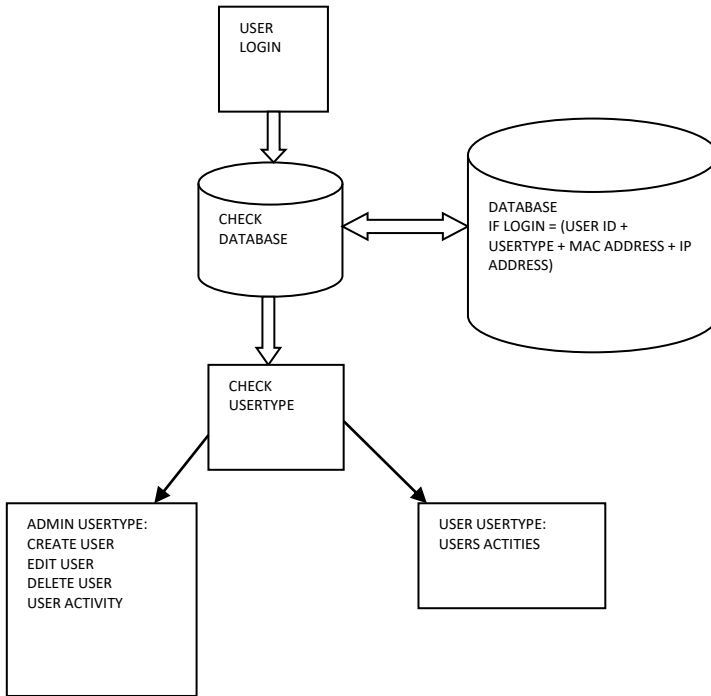 USER
LOGIN
CHECK
DATABASE
DATABASE
IF LOGIN = (USER ID +
USERTYPE + MAC ADDRESS + IP
ADDRESS)
CHECK
USERTYPE
ADMIN USERTYPE:
CREATE USER
EDIT USER
DELETE USER
USER ACTIVITY
USER USERTYPE:
USERS ACTITIES